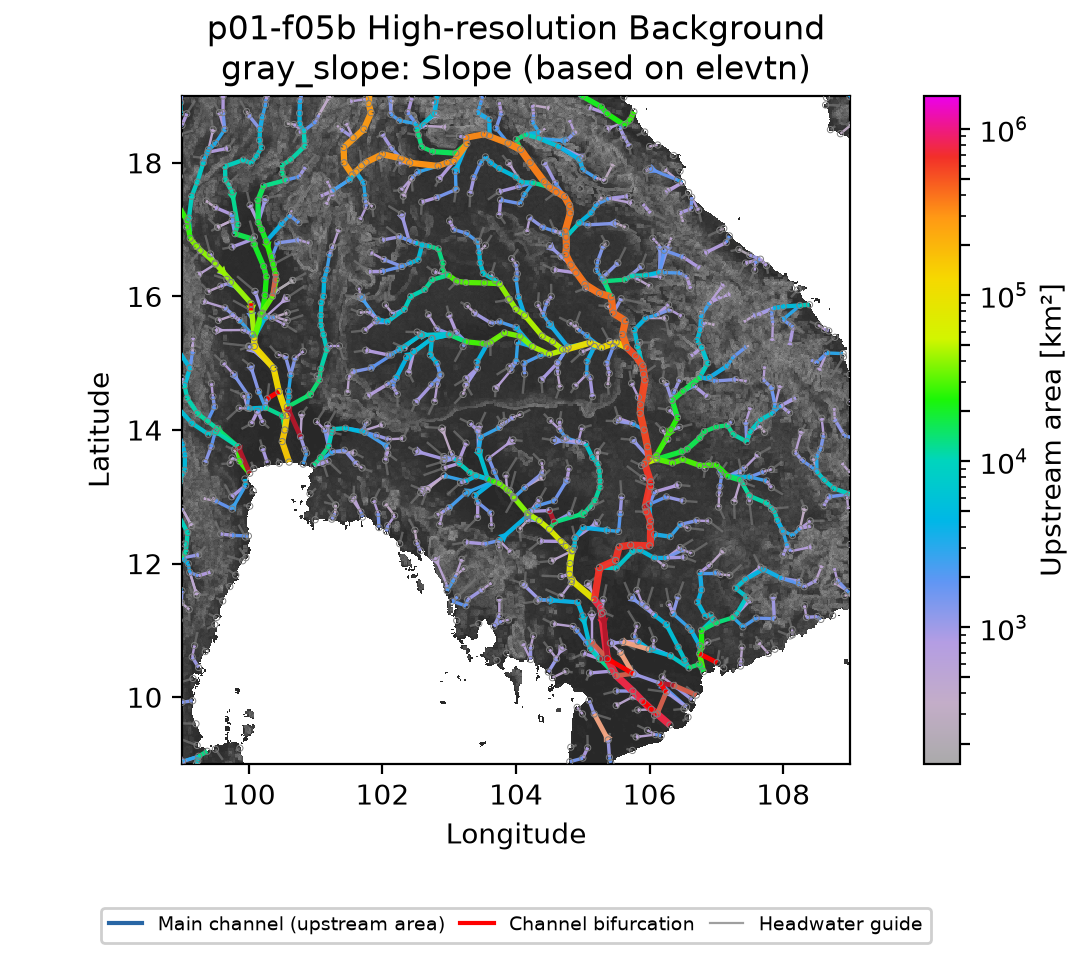 p01-f05b High-resolution Background
gray_slope: Slope (based on elevtn)
18
16
14
12
10
Latitude
100 102 104 106 108
Longitude
10⁶
10⁵
10⁴
10³
Upstream area [km²]
Main channel (upstream area) Channel bifurcation Headwater guide